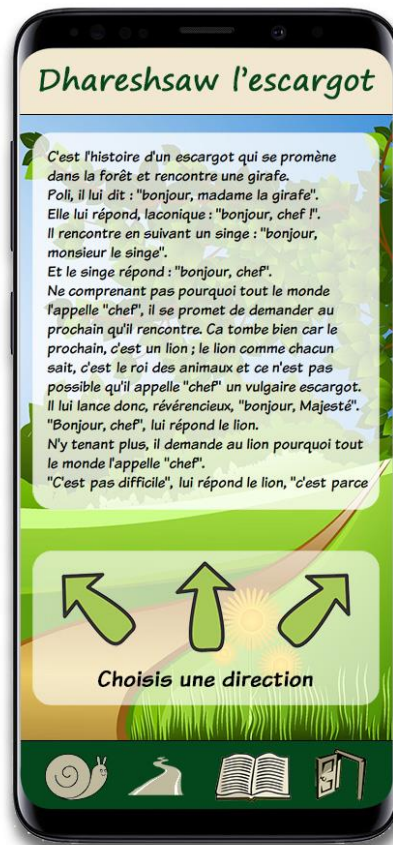 Dhareshsaw l'escargot
C'est l'histoire d'un escargot qui se promène
dans la forêt et rencontre une girafe.
Poli, il lui dit : "bonjour, madame la girafe".
Elle lui répond, laconique : "bonjour, chef !".
Il rencontre en suivant un singe : "bonjour,
monsieur le singe".
Et le singe répond : "bonjour, chef".
Ne comprenant pas pourquoi tout le monde
l'appelle "chef", il se promet de demander au
prochain qu'il rencontre. Ca tombe bien car le
prochain, c'est un lion ; le lion comme chacun
sait, c'est le roi des animaux et ce n'est pas
possible qu'il appelle "chef" un vulgaire escargot.
Il lui lance donc, révérencieux, "bonjour, Majesté".
"Bonjour, chef", lui répond le lion.
N'y tenant plus, il demande au lion pourquoi tout
le monde l'appelle "chef".
"C'est pas difficile", lui répond le lion, "c'est parce
Choisis une direction